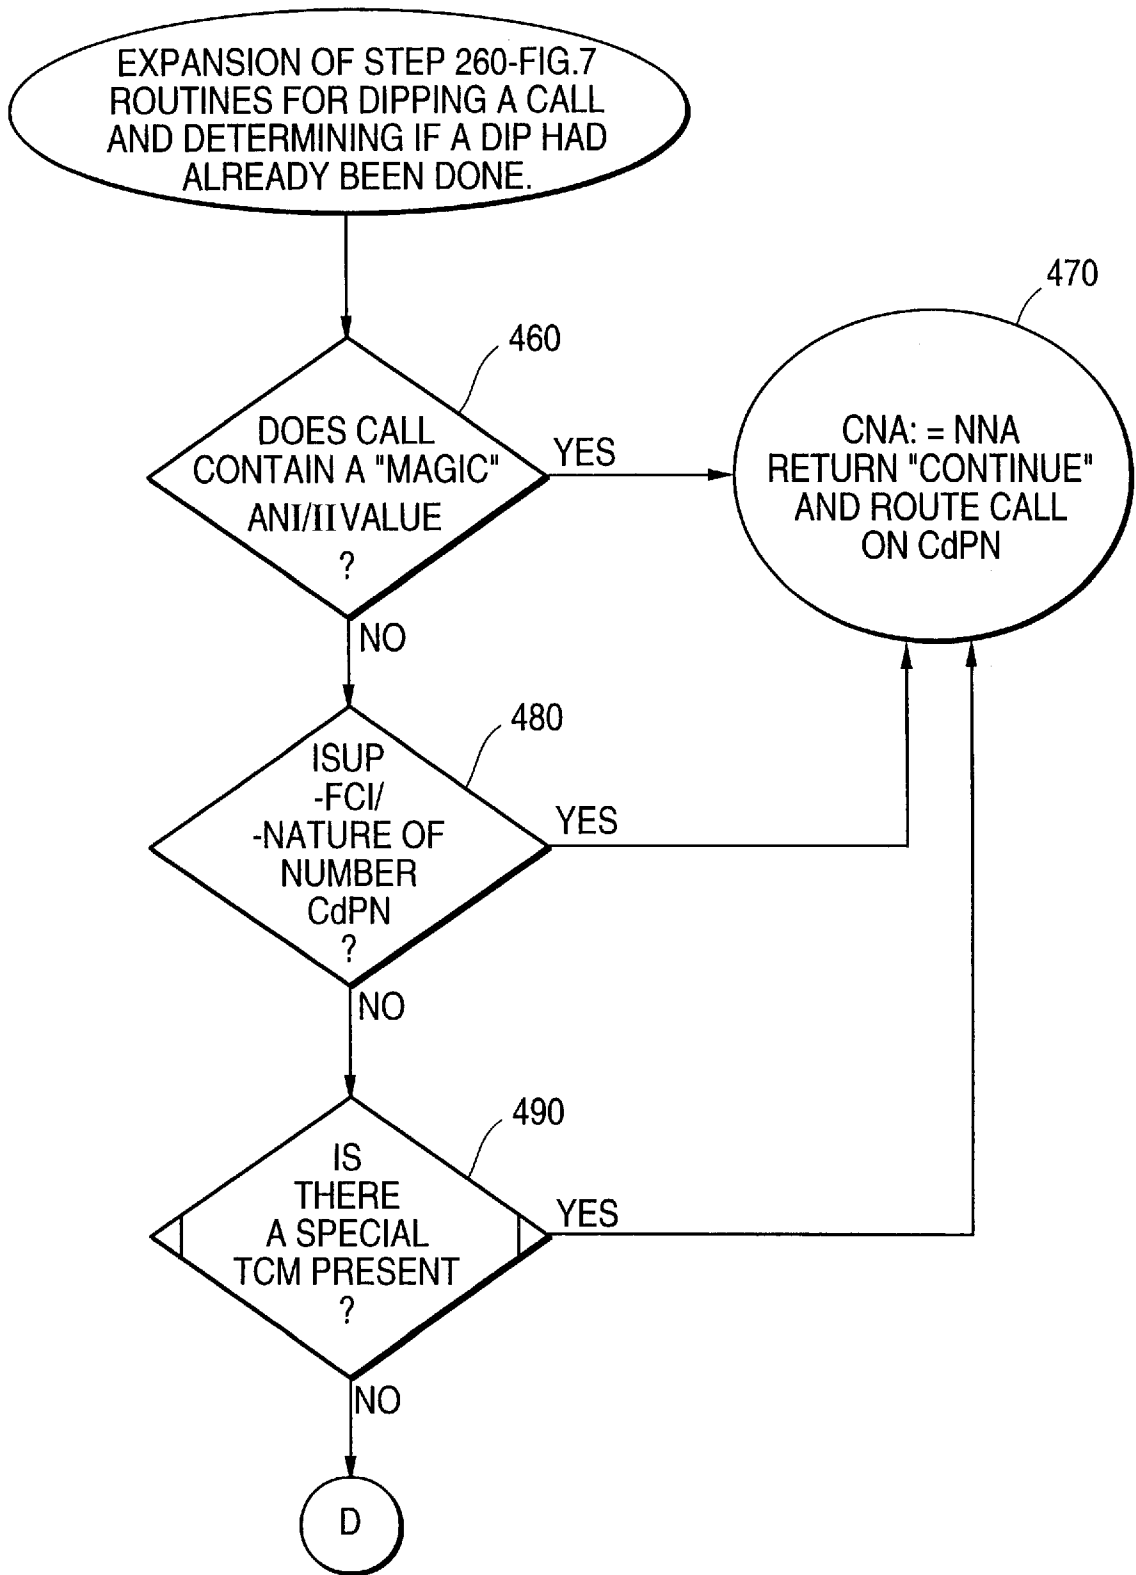 EXPANSION OF STEP 260-FIG.7
ROUTINES FOR DIPPING A CALL
AND DETERMINING IF A DIP HAD
ALREADY BEEN DONE.
460
DOES CALL
CONTAIN A "MAGIC"
ANI/II VALUE
?
YES
NO
470
CNA: = NNA
RETURN "CONTINUE"
AND ROUTE CALL
ON CdPN
480
ISUP
-FCI/
-NATURE OF
NUMBER
CdPN
?
YES
NO
490
IS
THERE
A SPECIAL
TCM PRESENT
?
YES
NO
D